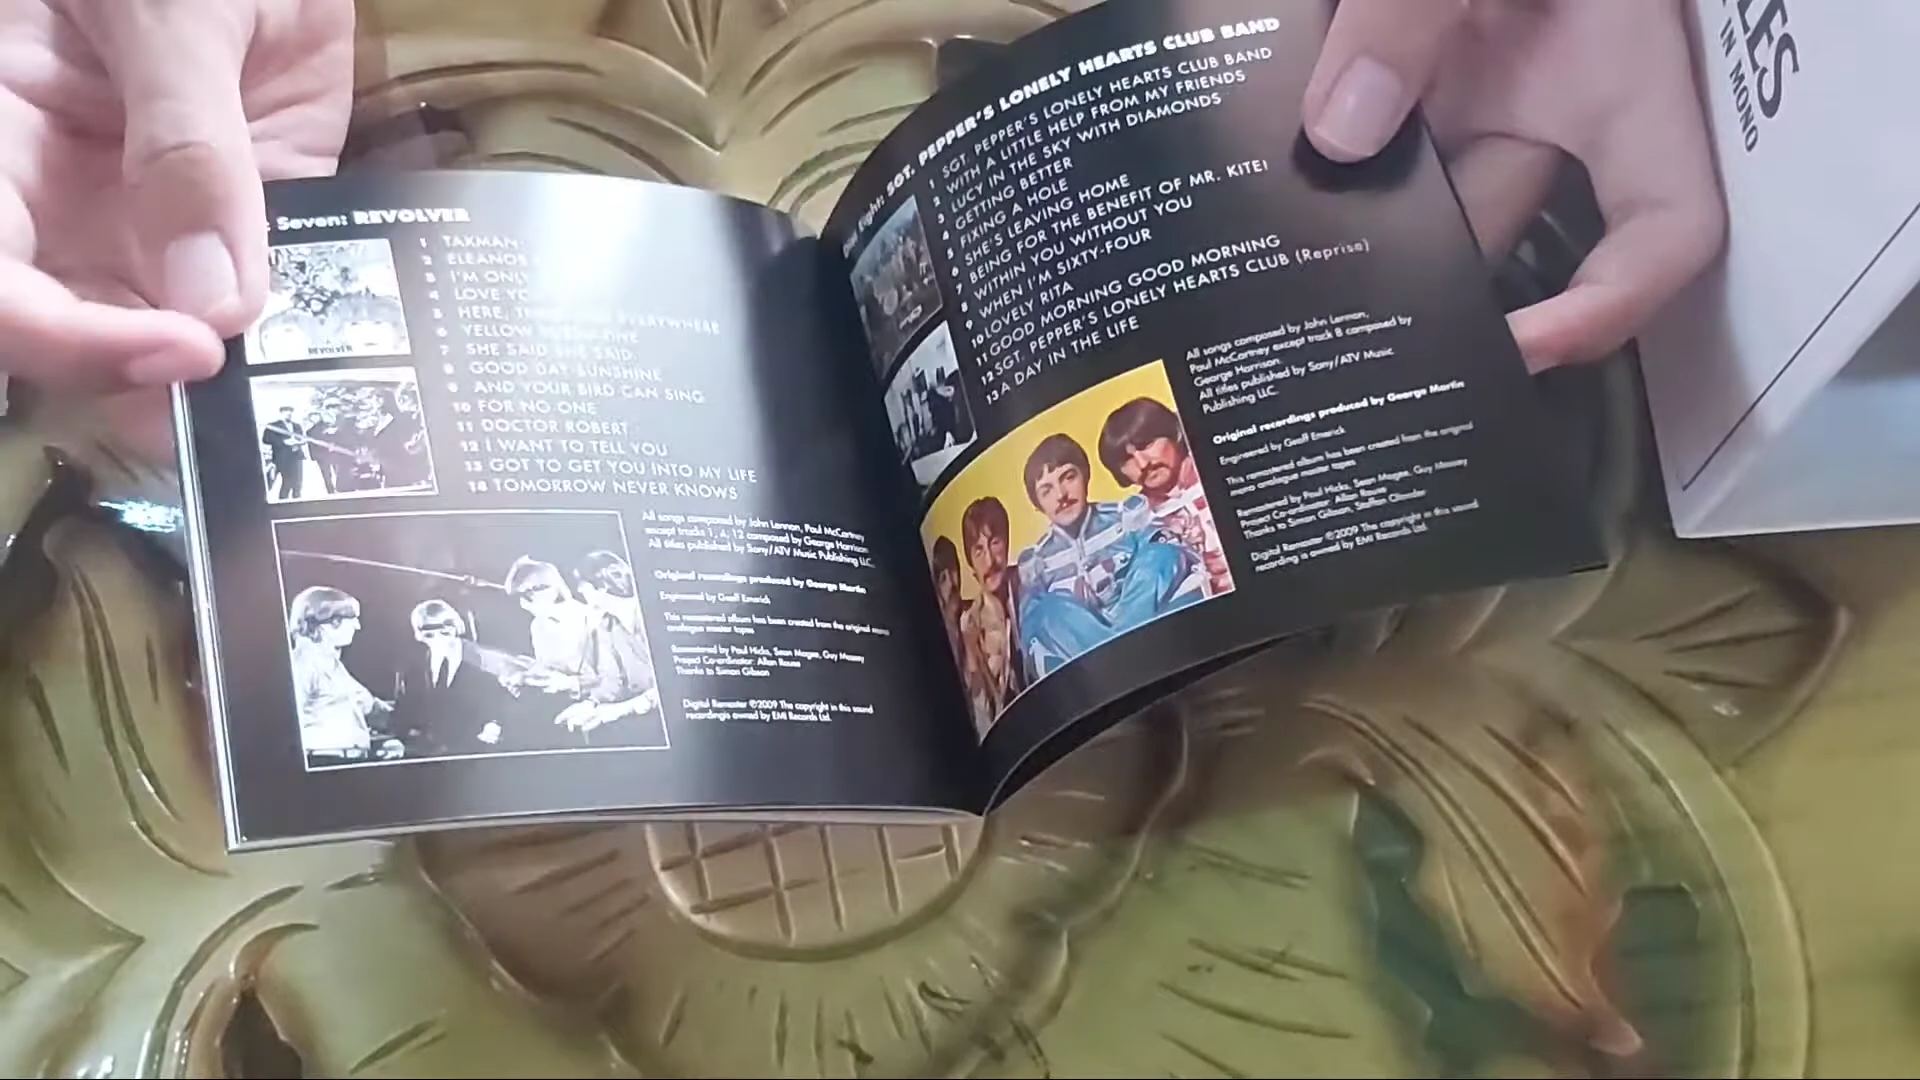 Seven: REVOLVER
1 TAXMAN
2 ELEANOR
3 I'M ONLY
4 LOVE YO
5 HERE, EVERYWHERE
6 YELLOW
7 SHE SAID SHE SAID
8 GOOD DAY SUNSHINE
9 AND YOUR BIRD CAN SING
10 FOR NO ONE
11 DOCTOR ROBERT
12 I WANT TO TELL YOU
13 GOT TO GET YOU INTO MY LIFE
14 TOMORROW NEVER KNOWS
REVOLVER
All songs composed by John Lennon, Paul McCartney
except tracks 1, 4, 12 composed by George Harrison
All titles published by Sony/ATV Music Publishing LLC.
Original recordings produced by George Martin
Engineered by Geoff Emerick
This remastered album has been created from the original mono
analogue master tapes
Remastered by Paul Hicks, Sean Magee, Guy Massey
Project Co-ordinator: Allan Rouse
Thanks to Simon Gibson
Digital Remaster ©2009 The copyright in this sound
recording is owned by EMI Records Ltd.
Eight: SGT. PEPPER'S LONELY HEARTS CLUB BAND
1 SGT. PEPPER'S LONELY HEARTS CLUB BAND
2 WITH A LITTLE HELP FROM MY FRIENDS
3 LUCY IN THE SKY WITH DIAMONDS
4 GETTING BETTER
5 FIXING A HOLE
6 SHE'S LEAVING HOME
7 BEING FOR THE BENEFIT OF MR. KITE!
8 WITHIN YOU WITHOUT YOU
9 WHEN I'M SIXTY-FOUR
10 LOVELY RITA
11 GOOD MORNING GOOD MORNING
12 SGT. PEPPER'S LONELY HEARTS CLUB (Reprise)
13 A DAY IN THE LIFE
All songs composed by John Lennon,
Paul McCartney except track 8 composed by
George Harrison.
All titles published by Sony/ATV Music
Publishing LLC.
Original recordings produced by George Martin
Engineered by Geoff Emerick
This remastered album has been created from the original
mono analogue master tapes
Remastered by Paul Hicks, Sean Magee, Guy Massey
Project Co-ordinator: Allan Rouse
Thanks to Simon Gibson,
Digital Remaster ©2009 The copyright in this sound
recording is owned by EMI Records Ltd.
LES
IN MONO